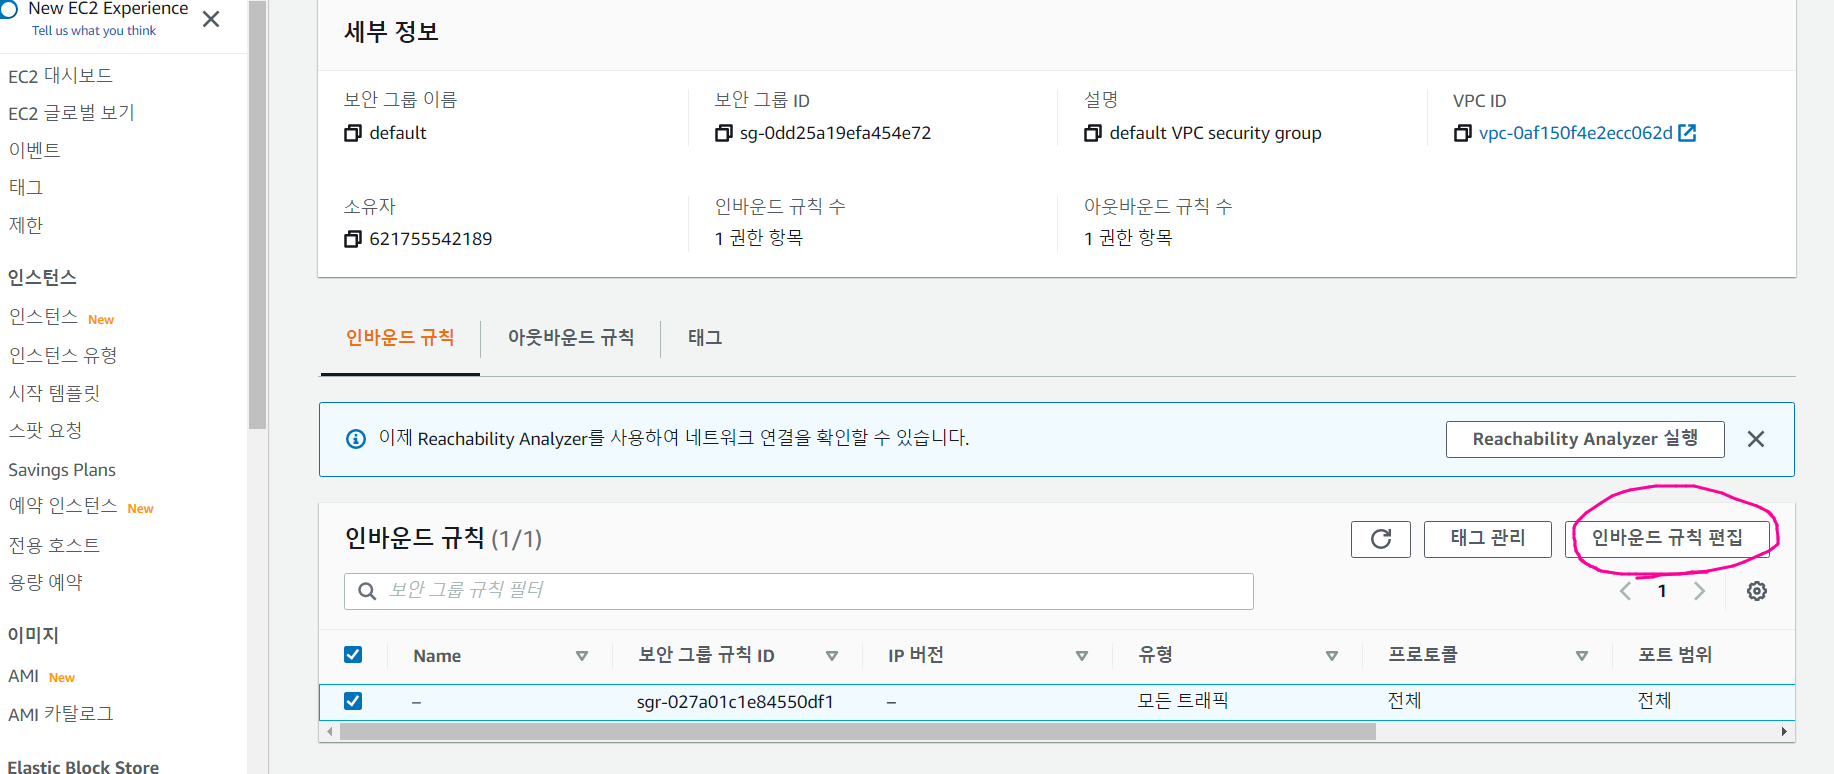 New EC2 Experience
Tell us what you think
EC2 대시보드
EC2 글로벌 보기
이벤트
태그
제한
인스턴스
인스턴스 New
인스턴스 유형
시작 템플릿
스팟 요청
Savings Plans
예약 인스턴스 New
전용 호스트
용량 예약
이미지
AMI New
AMI 카탈로그
Elastic Block Store
세부 정보
보안 그룹 이름
default
보안 그룹 ID
sg-0dd25a19efa454e72
설명
default VPC security group
VPC ID
vpc-0af150f4e2ecc062d
소유자
621755542189
인바운드 규칙 수
1 권한 항목
아웃바운드 규칙 수
1 권한 항목
인바운드 규칙 아웃바운드 규칙 태그
이제 Reachability Analyzer를 사용하여 네트워크 연결을 확인할 수 있습니다. Reachability Analyzer 실행
인바운드 규칙 (1/1) 태그 관리 인바운드 규칙 편집
보안 그룹 규칙 필터 1
Name 보안 그룹 규칙 ID IP 버전 유형 프로토콜 포트 범위
– sgr-027a01c1e84550df1 – 모든 트래픽 전체 전체